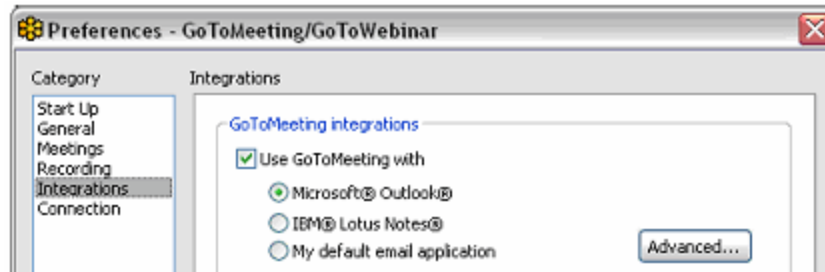 Preferences - GoToMeeting/GoToWebinar
Category
Integrations
Start Up
General
Meetings
Recording
Integrations
Connection
GoToMeeting integrations
Use GoToMeeting with
Microsoft® Outlook®
IBM® Lotus Notes®
My default email application
Advanced...